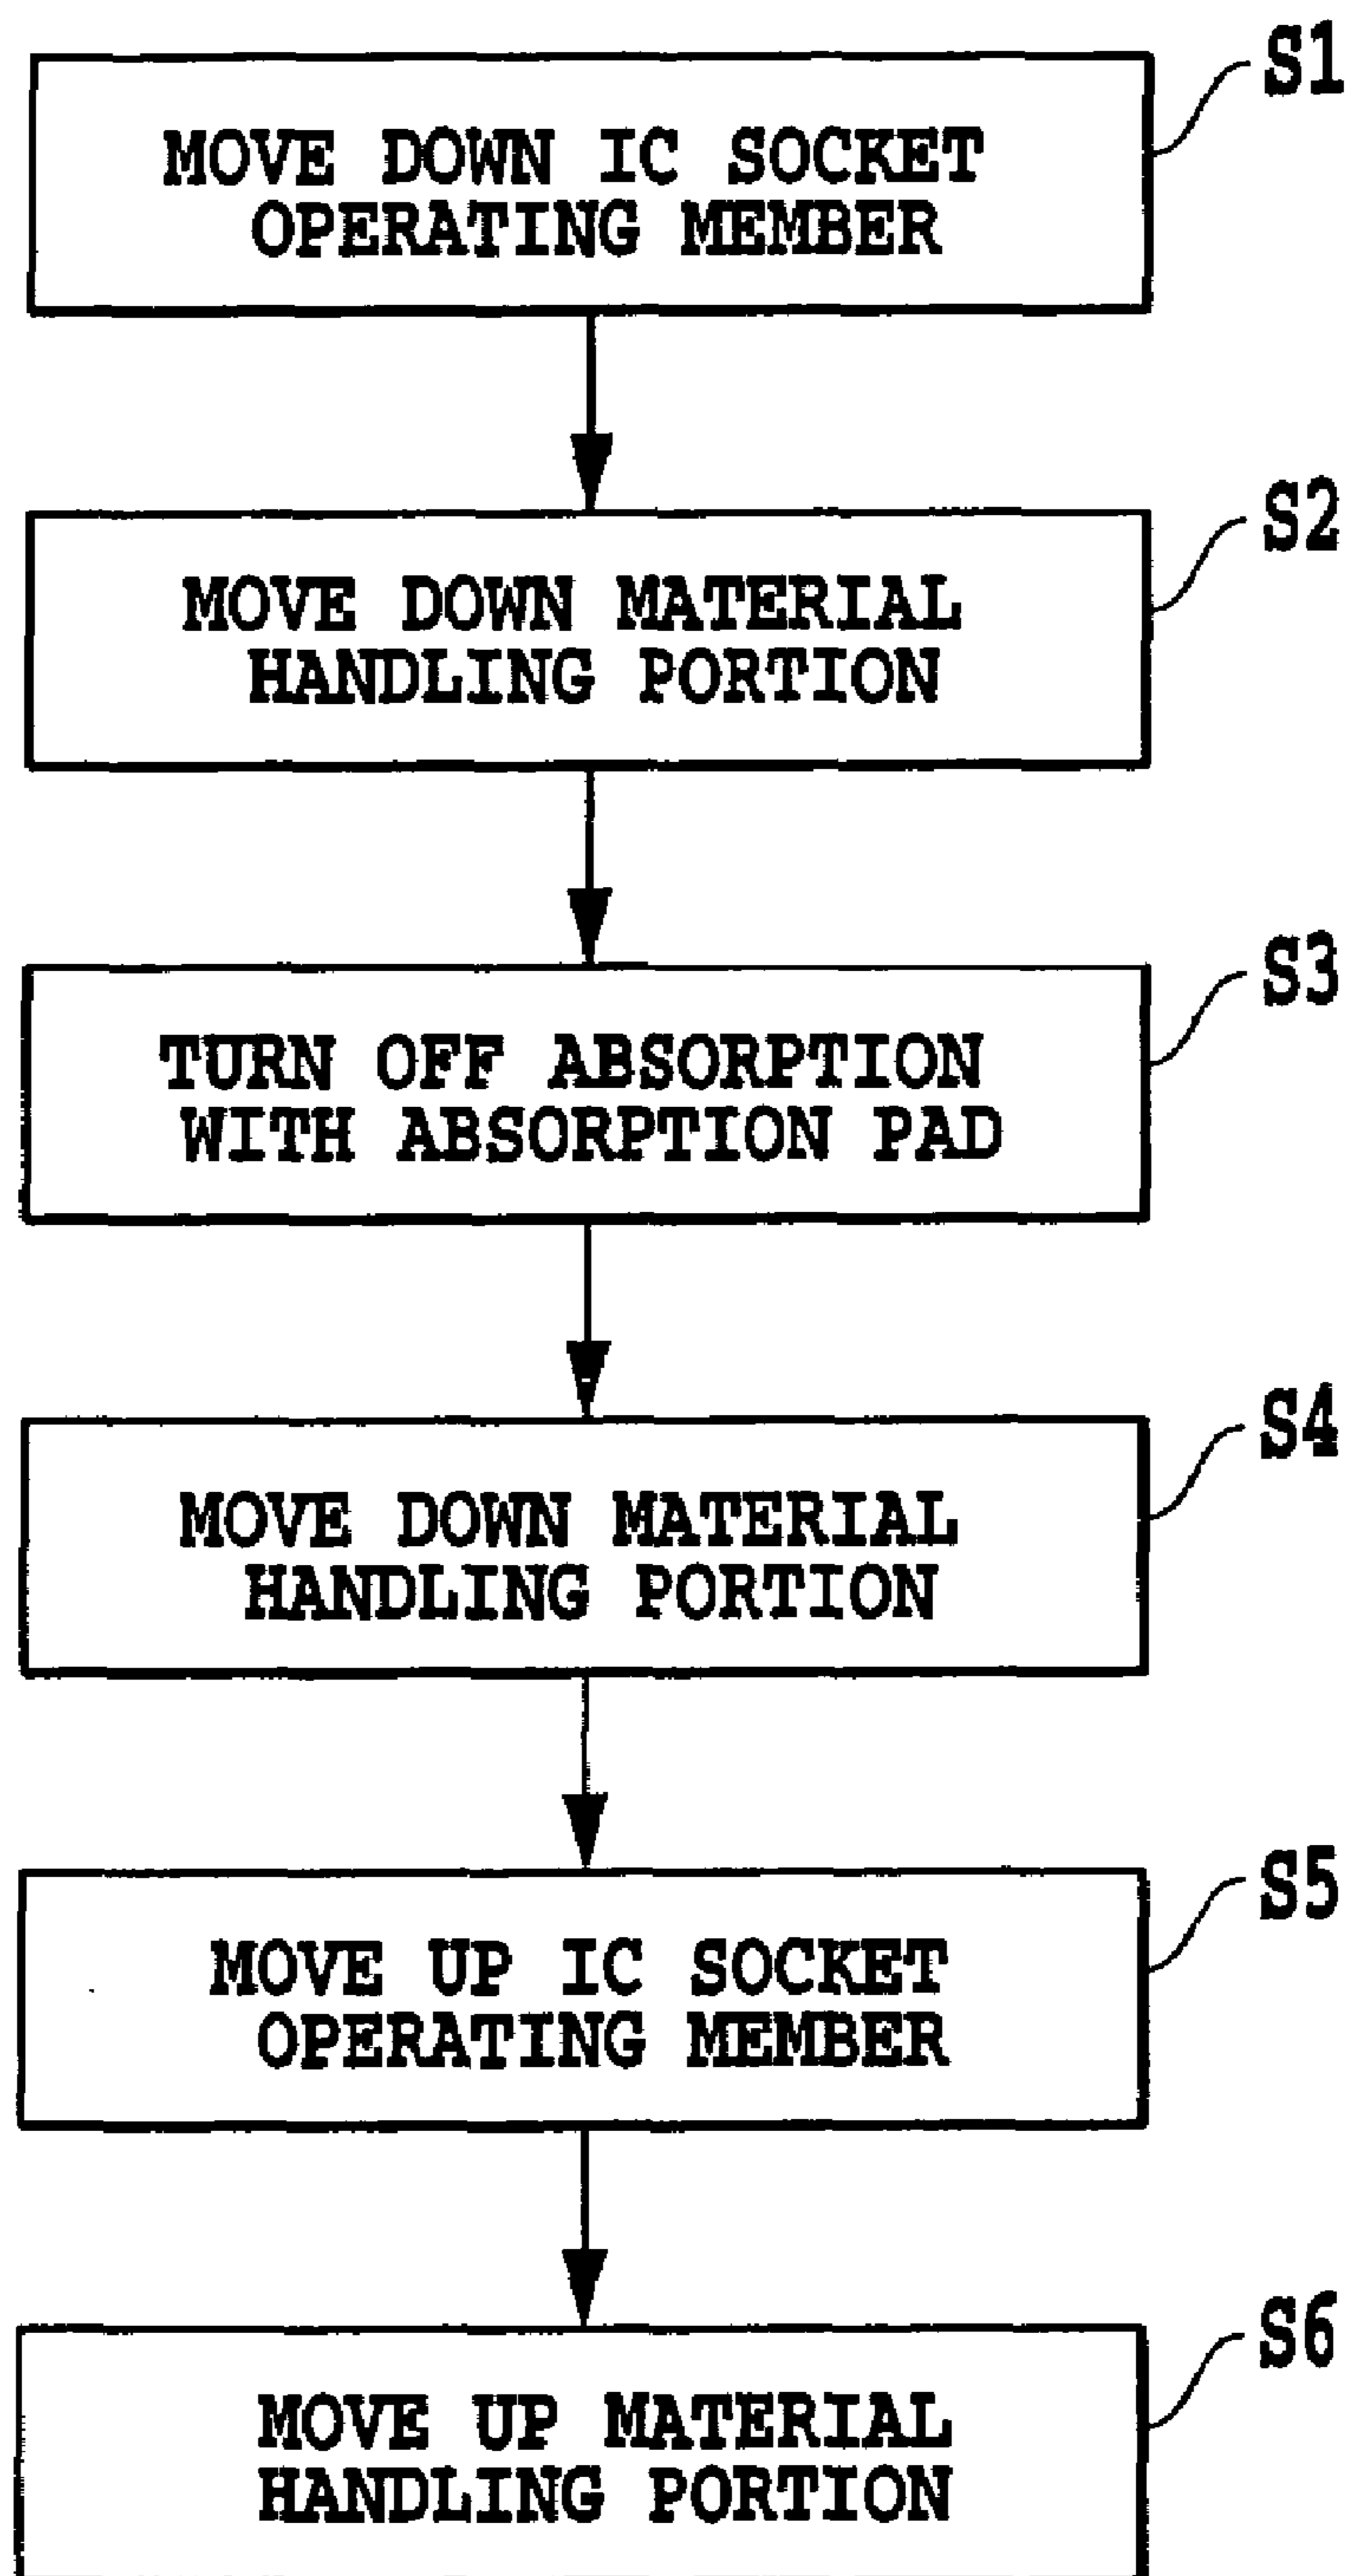 S1
MOVE DOWN IC SOCKET
OPERATING MEMBER
S2
MOVE DOWN MATERIAL
HANDLING PORTION
S3
TURN OFF ABSORPTION
WITH ABSORPTION PAD
S4
MOVE DOWN MATERIAL
HANDLING PORTION
S5
MOVE UP IC SOCKET
OPERATING MEMBER
S6
MOVE UP MATERIAL
HANDLING PORTION